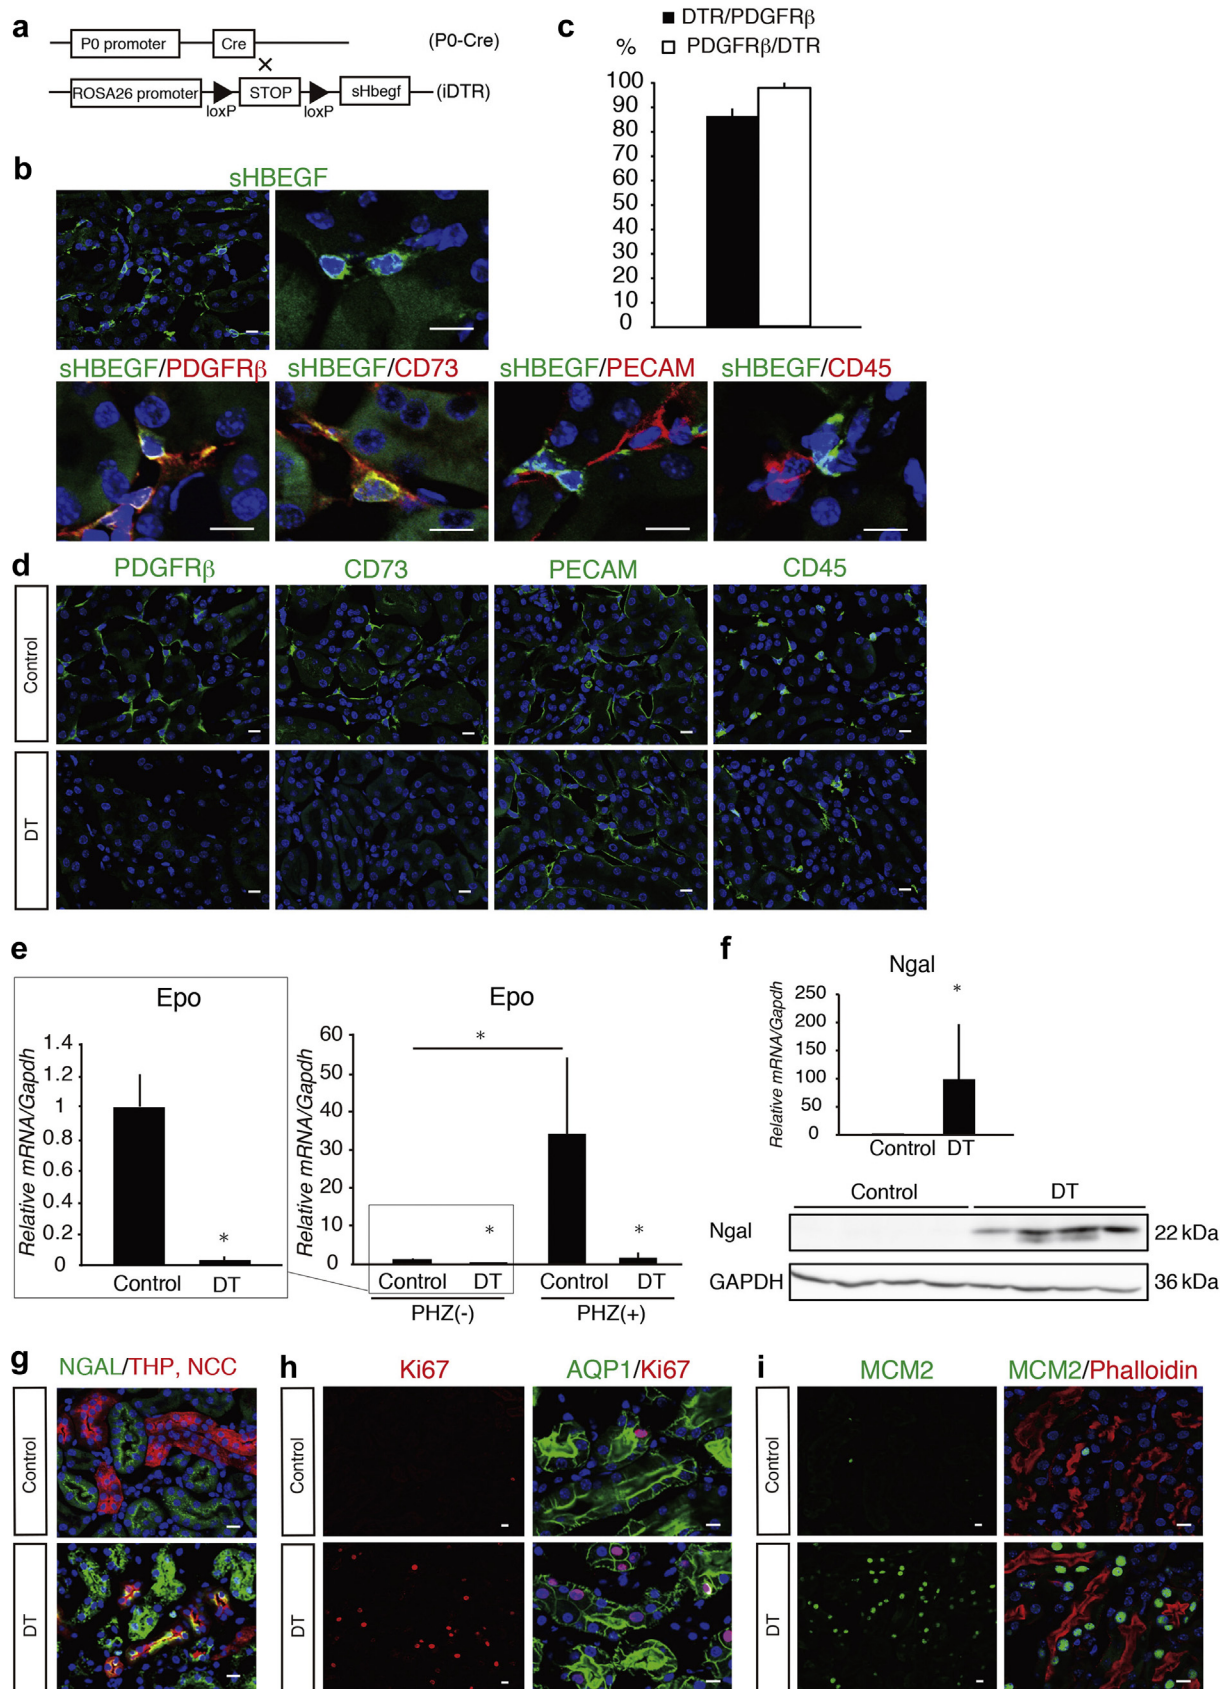 a
P0 promoter Cre (P0-Cre)
×
ROSA26 promoter STOP sHbegf (iDTR)
loxP loxP
c
DTR/PDGFRβ
PDGFRβ/DTR
%
100
90
80
70
60
50
40
30
20
10
0
b
sHBEGF
sHBEGF/PDGFRβ sHBEGF/CD73 sHBEGF/PECAM sHBEGF/CD45
d
PDGFRβ CD73 PECAM CD45
Control
DT
e
Epo
Relative mRNA/Gapdh
1.4
1.2
1
0.8
0.6
0.4
0.2
0
*
Control DT
Epo
Relative mRNA/Gapdh
60
50
40
30
20
10
0
*
*
*
Control DT Control DT
PHZ(-) PHZ(+)
f
Ngal
Relative mRNA/Gapdh
250
200
150
100
50
0
*
Control DT
Control DT
Ngal 22 kDa
GAPDH 36 kDa
g
NGAL/THP, NCC
Control
DT
h
Ki67 AQP1/Ki67
Control
DT
i
MCM2 MCM2/Phalloidin
Control
DT